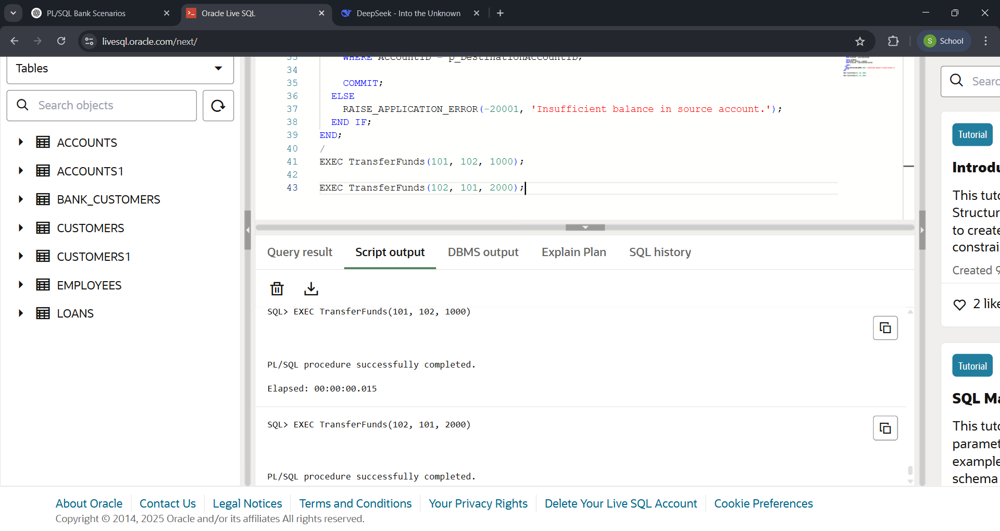 PL/SQL Bank Scenarios
Oracle Live SQL
DeepSeek - Into the Unknown
livesql.oracle.com/next/
S School
Tables
Search objects
ACCOUNTS
ACCOUNTS1
BANK_CUSTOMERS
CUSTOMERS
CUSTOMERS1
EMPLOYEES
LOANS
33 WHERE AccountID = p_DestinationAccountID;
34
35 COMMIT;
36 ELSE
37 RAISE_APPLICATION_ERROR(-20001, 'Insufficient balance in source account.');
38 END IF;
39 END;
40 /
41 EXEC TransferFunds(101, 102, 1000);
42
43 EXEC TransferFunds(102, 101, 2000);
Query result Script output DBMS output Explain Plan SQL history
SQL> EXEC TransferFunds(101, 102, 1000)
PL/SQL procedure successfully completed.
Elapsed: 00:00:00.015
SQL> EXEC TransferFunds(102, 101, 2000)
PL/SQL procedure successfully completed.
Searc
Tutorial
Introdu
This tuto
Structur
to create
constrai
Created 9
2 like
Tutorial
SQL Ma
This tuto
paramet
example
schema
About Oracle Contact Us Legal Notices Terms and Conditions Your Privacy Rights Delete Your Live SQL Account Cookie Preferences
Copyright © 2014, 2025 Oracle and/or its affiliates All rights reserved.